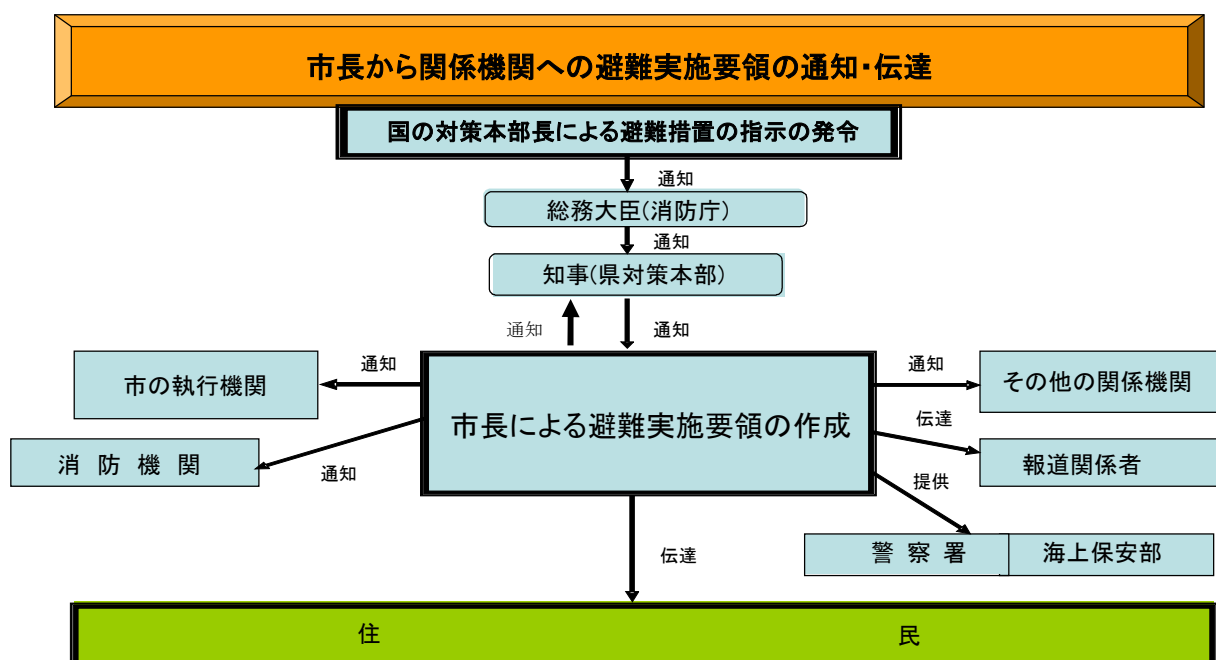 市長から関係機関への避難実施要領の通知・伝達
国の対策本部長による避難措置の指示の発令
通知
総務大臣(消防庁)
通知
知事(県対策本部)
通知
通知
市の執行機関
通知
通知
その他の関係機関
市長による避難実施要領の作成
消 防 機 関
通知
伝達
報道関係者
提供
警 察 署
海上保安部
伝達
住 民